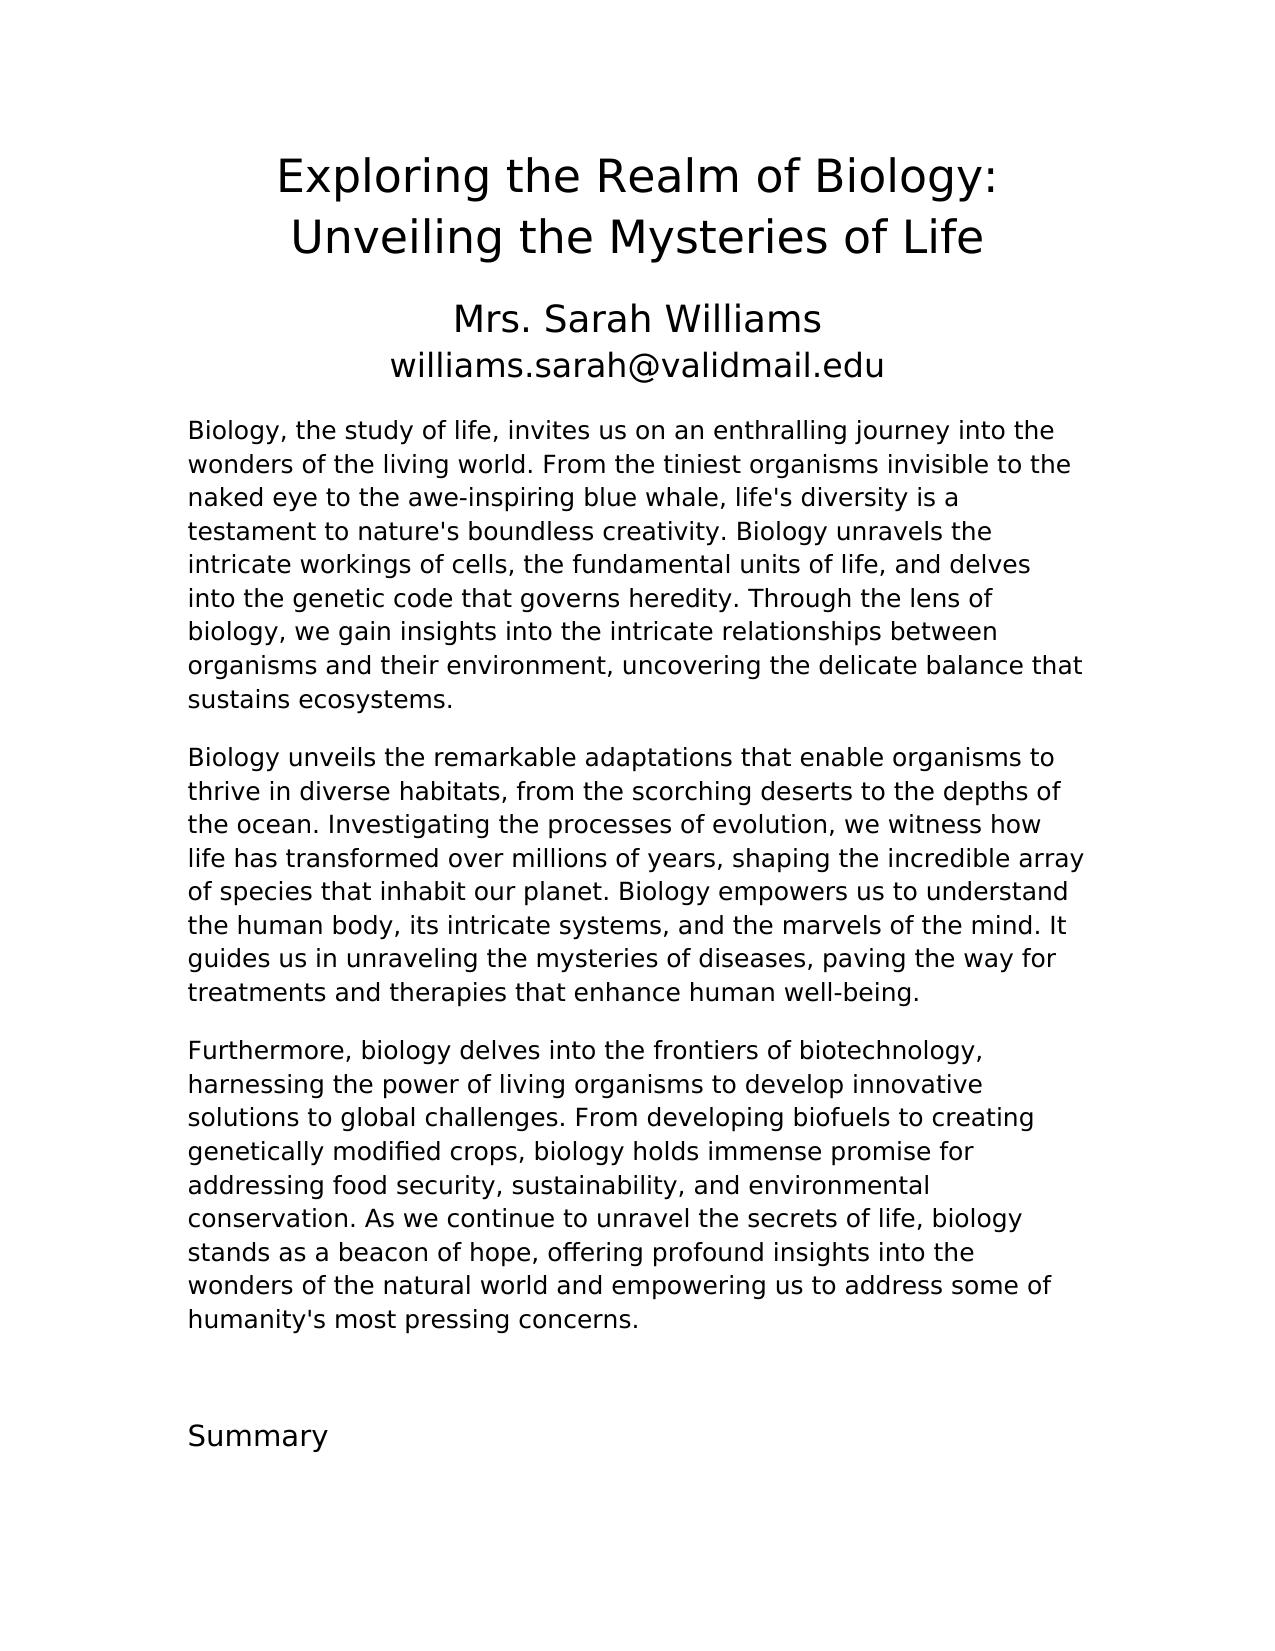 Exploring the Realm of Biology:
Unveiling the Mysteries of Life
Mrs. Sarah Williams
williams.sarah@validmail.edu
Biology, the study of life, invites us on an enthralling journey into the
wonders of the living world. From the tiniest organisms invisible to the
naked eye to the awe-inspiring blue whale, life's diversity is a
testament to nature's boundless creativity. Biology unravels the
intricate workings of cells, the fundamental units of life, and delves
into the genetic code that governs heredity. Through the lens of
biology, we gain insights into the intricate relationships between
organisms and their environment, uncovering the delicate balance that
sustains ecosystems.
Biology unveils the remarkable adaptations that enable organisms to
thrive in diverse habitats, from the scorching deserts to the depths of
the ocean. Investigating the processes of evolution, we witness how
life has transformed over millions of years, shaping the incredible array
of species that inhabit our planet. Biology empowers us to understand
the human body, its intricate systems, and the marvels of the mind. It
guides us in unraveling the mysteries of diseases, paving the way for
treatments and therapies that enhance human well-being.
Furthermore, biology delves into the frontiers of biotechnology,
harnessing the power of living organisms to develop innovative
solutions to global challenges. From developing biofuels to creating
genetically modified crops, biology holds immense promise for
addressing food security, sustainability, and environmental
conservation. As we continue to unravel the secrets of life, biology
stands as a beacon of hope, offering profound insights into the
wonders of the natural world and empowering us to address some of
humanity's most pressing concerns.
Summary